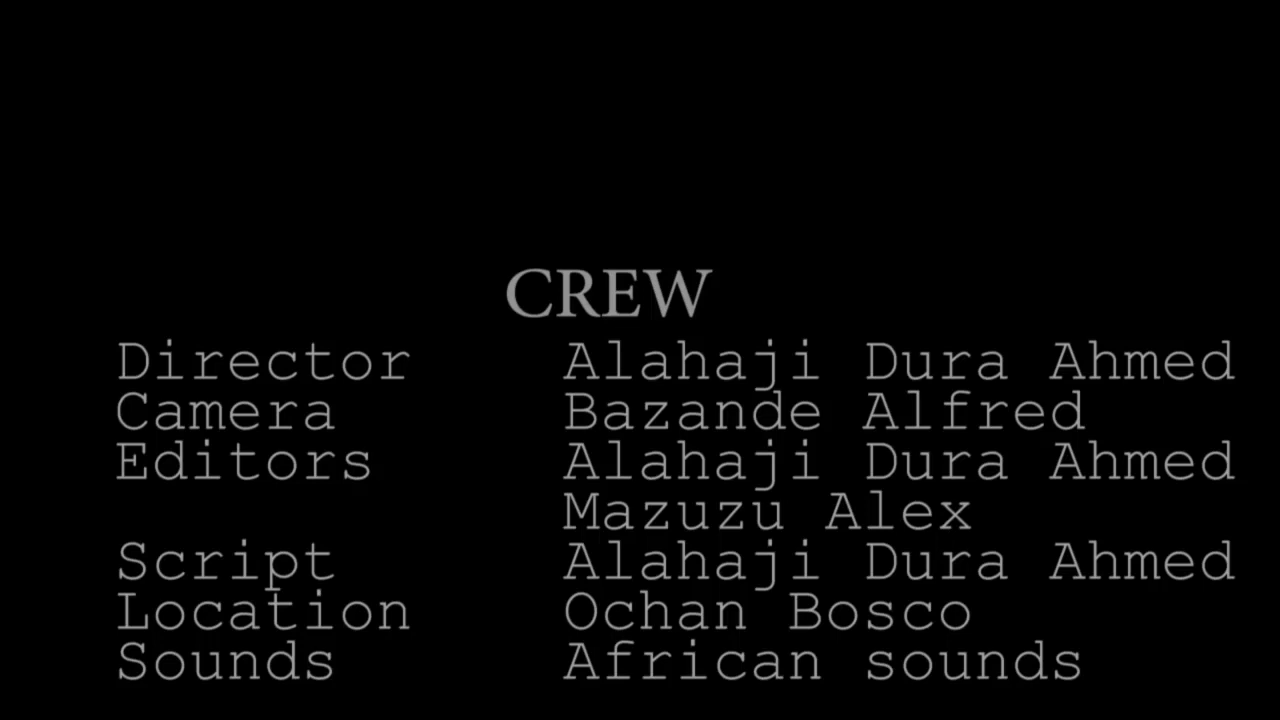 CREW
Director Alahaji Dura Ahmed
Camera Bazande Alfred
Editors Alahaji Dura Ahmed
Mazuzu Alex
Script Alahaji Dura Ahmed
Location Ochan Bosco
Sounds African sounds